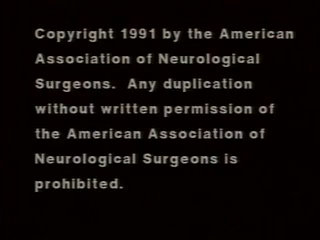 Copyright 1991 by the American
Association of Neurological
Surgeons.  Any duplication
without written permission of
the American Association of
Neurological Surgeons is
prohibited.